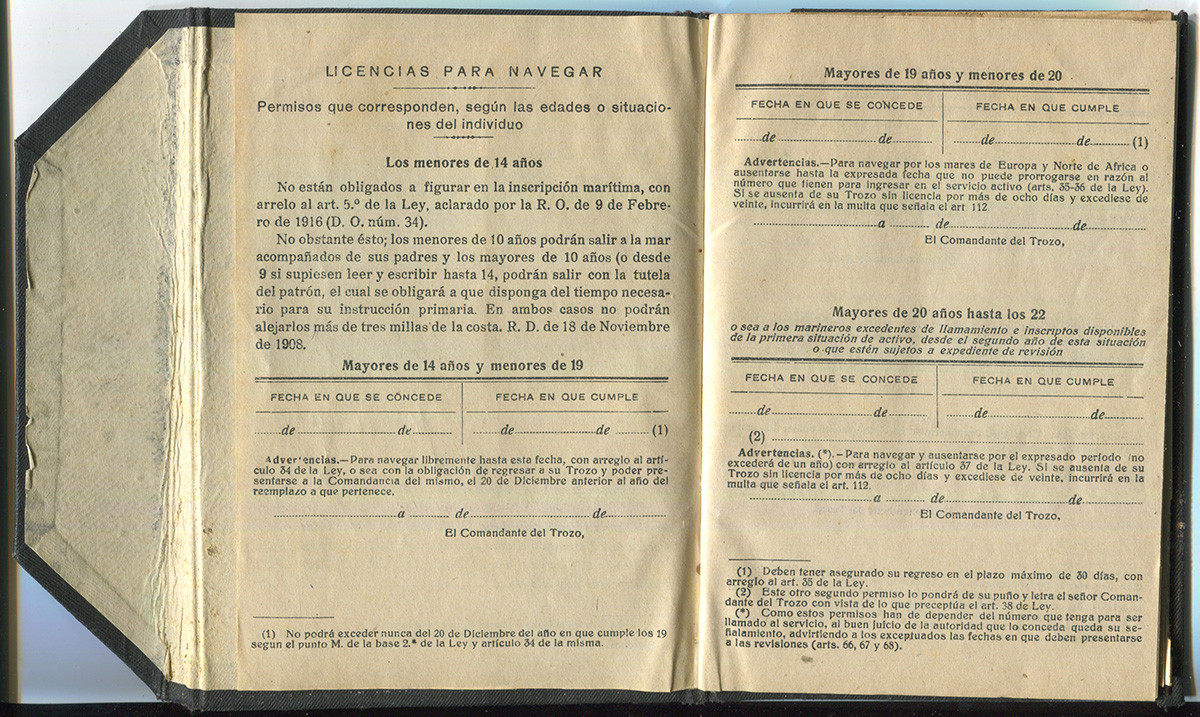 LICENCIAS PARA NAVEGAR
Permisos que corresponden, según las edades o situacio-
nes del individuo
Los menores de 14 años
No están obligados a figurar en la inscripción marítima, con
arrelo al art. 5.º de la Ley, aclarado por la R. O. de 9 de Febre-
ro de 1916 (D. O. núm. 34).
No obstante ésto; los menores de 10 años podrán salir a la mar
acompañados de sus padres y los mayores de 10 años (o desde
9 si supiesen leer y escribir hasta 14, podrán salir con la tutela
del patrón, el cual se obligará a que disponga del tiempo necesa-
rio para su instrucción primaria. En ambos casos no podrán
alejarlos más de tres millas de la costa. R. D. de 18 de Noviembre
de 1908.
Mayores de 14 años y menores de 19
FECHA EN QUE SE CONCEDE FECHA EN QUE CUMPLE
......de..........................de.......... ........de.....................de.......... (1)
Advertencias.—Para navegar libremente hasta esta fecha, con arreglo al artí-
culo 34 de la Ley, o sea con la obligación de regresar a su Trozo y poder pre-
sentarse a la Comandancia del mismo, el 20 de Diciembre anterior al año del
reemplazo a que pertenece,
..............................a .......... de..............................de..............
El Comandante del Trozo,
(1) No podrá exceder nunca del 20 de Diciembre del año en que cumple los 19
segun el punto M. de la base 2.ª de la Ley y artículo 34 de la misma.
Mayores de 19 años y menores de 20
FECHA EN QUE SE CONCEDE FECHA EN QUE CUMPLE
.......de..........................de.......... .......de.....................de.......... (1)
Advertencias.—Para navegar por los mares de Europa y Norte de Africa o
ausentarse hasta la expresada fecha que no puede prorrogarse en razón al
número que tienen para ingresar en el servicio activo (arts. 35-36 de la Ley).
Si se ausenta de su Trozo sin licencia por más de ocho días y excediese de
veinte, incurrirá en la multa que señala el art 112.
..............................a .......... de..............................de..............
El Comandante del Trozo,
Mayores de 20 años hasta los 22
o sea a los marineros excedentes de llamamiento e inscriptos disponibles
de la primera situación de activo, desde el segundo año de esta situación
o que estén sujetos a expediente de revisión
FECHA EN QUE SE CONCEDE FECHA EN QUE CUMPLE
.......de..........................de.......... .......de..........................de..........
(2) ..............................................................................
Advertencias. (*). - Para navegar y ausentarse por el expresado período (no
excederá de un año) con arreglo al artículo 37 de la Ley. Si se ausenta de su
Trozo sin licencia por más de ocho días y excediese de veinte, incurrirá en la
multa que señala el art. 112.
..............................a .......... de..............................de..............
El Comandante del Trozo,
(1) Deben tener asegurado su regreso en el plazo máximo de 30 días, con
arreglo al art. 35 de la Ley.
(2) Este otro segundo permiso lo pondrá de su puño y letra el señor Coman-
dante del Trozo con vista de lo que preceptúa el art. 38 de Ley.
(*) Como estos permisos han de depender del número que tenga para ser
llamado al servicio, al buen juicio de la autoridad que lo conceda queda su se-
ñalamiento, advirtiendo a los exceptuados las fechas en que deben presentarse
a las revisiones (arts. 66, 67 y 68).